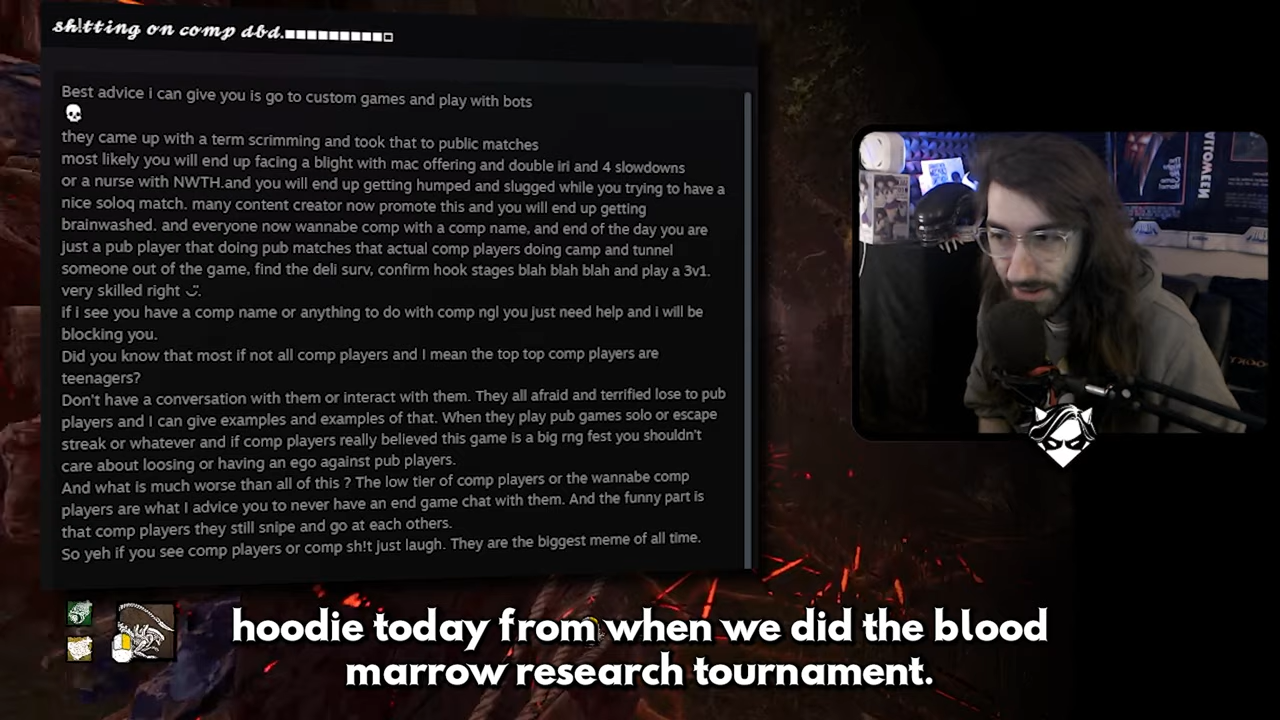 sh!tting on comp dbd.■■■■■■■■■□
Best advice i can give you is go to custom games and play with bots
💀
they came up with a term scrimming and took that to public matches
most likely you will end up facing a blight with mac offering and double iri and 4 slowdowns
or a nurse with NWTH.and you will end up getting humped and slugged while you trying to have a
nice soloq match. many content creator now promote this and you will end up getting
brainwashed. and everyone now wannabe comp with a comp name, and end of the day you are
just a pub player that doing pub matches that actual comp players doing camp and tunnel
someone out of the game, find the deli surv, confirm hook stages blah blah blah and play a 3v1.
very skilled right ㋡.
if i see you have a comp name or anything to do with comp ngl you just need help and i will be
blocking you.
Did you know that most if not all comp players and I mean the top top comp players are
teenagers?
Don't have a conversation with them or interact with them. They all afraid and terrified lose to pub
players and I can give examples and examples of that. When they play pub games solo or escape
streak or whatever and if comp players really believed this game is a big rng fest you shouldn't
care about loosing or having an ego against pub players.
And what is much worse than all of this ? The low tier of comp players or the wannabe comp
players are what I advice you to never have an end game chat with them. And the funny part is
that comp players they still snipe and go at each others.
So yeh if you see comp players or comp sh!t just laugh. They are the biggest meme of all time.
HALLOWEEN
hoodie today from when we did the blood
marrow research tournament.